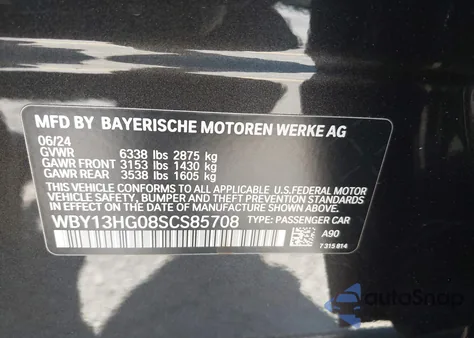 MFD BY BAYERISCHE MOTOREN WERKE AG
06/24
GVWR 6338 lbs 2875 kg
GAWR FRONT 3153 lbs 1430 kg
GAWR REAR 3538 lbs 1605 kg
THIS VEHICLE CONFORMS TO ALL APPLICABLE U.S.FEDERAL MOTOR
VEHICLE SAFETY, BUMPER AND THEFT PREVENTION STANDARDS
IN EFFECT ON THE DATE OF MANUFACTURE SHOWN ABOVE.
WBY13HG08SCS85708 TYPE: PASSENGER CAR
A90
7 315 814
autoSnap